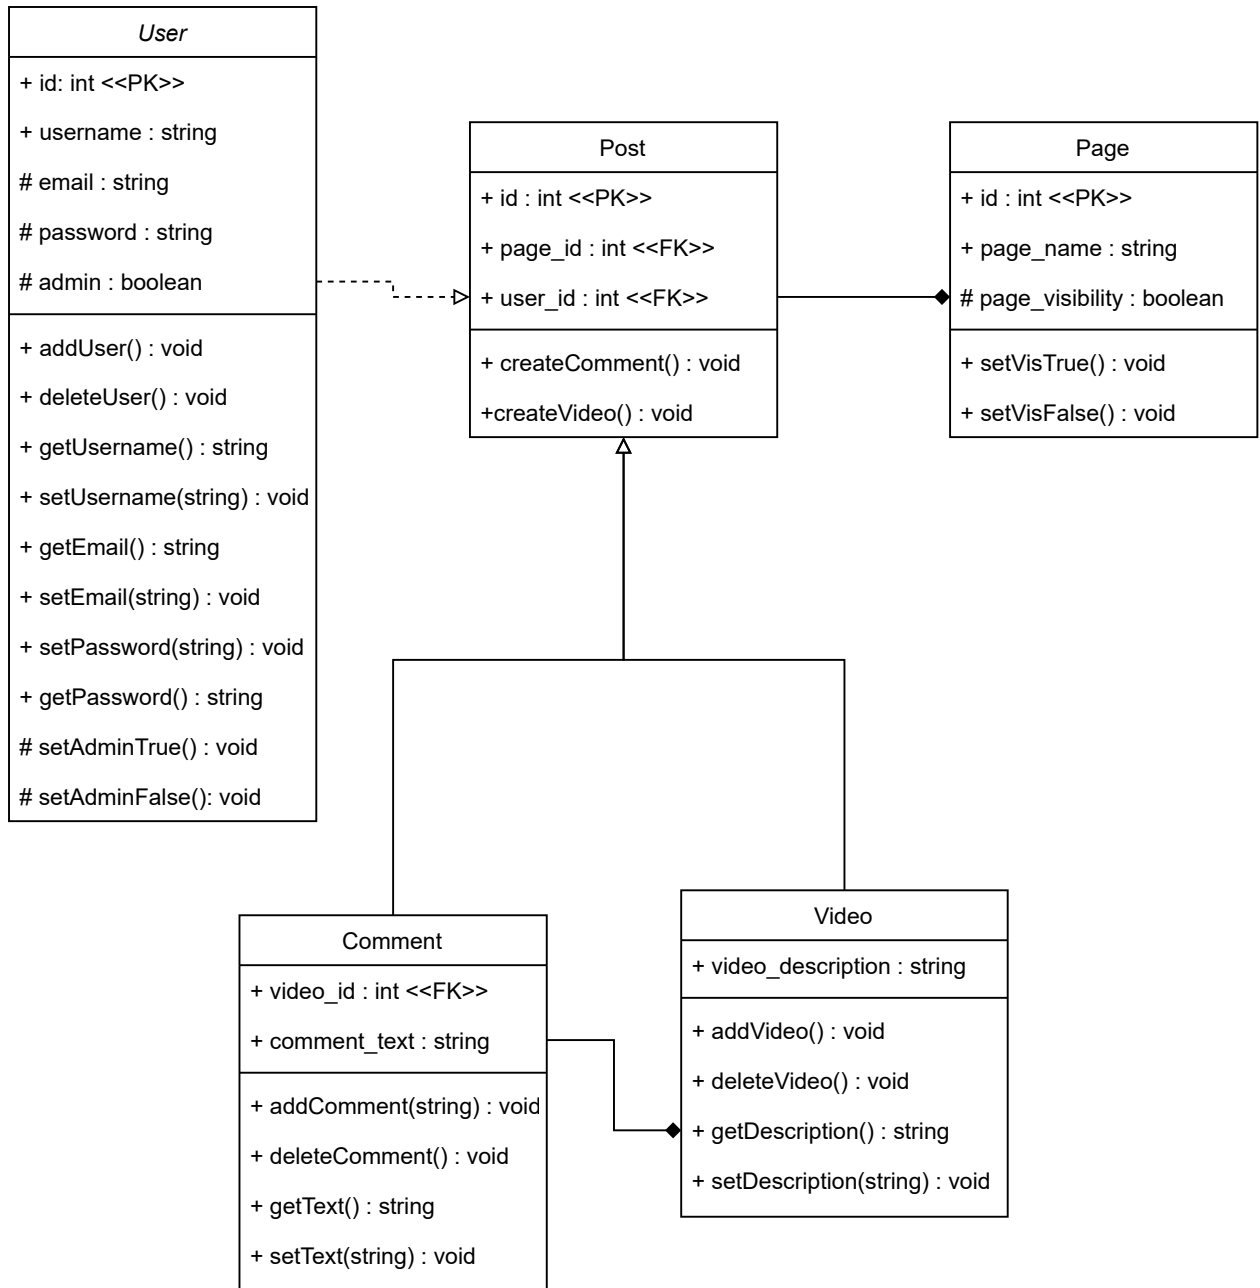 User
+ id: int <<PK>>
+ username : string
# email : string
# password : string
# admin : boolean
+ addUser() : void
+ deleteUser() : void
+ getUsername() : string
+ setUsername(string) : void
+ getEmail() : string
+ setEmail(string) : void
+ setPassword(string) : void
+ getPassword() : string
# setAdminTrue() : void
# setAdminFalse(): void
Post
+ id : int <<PK>>
+ page_id : int <<FK>>
+ user_id : int <<FK>>
+ createComment() : void
+createVideo() : void
Page
+ id : int <<PK>>
+ page_name : string
# page_visibility : boolean
+ setVisTrue() : void
+ setVisFalse() : void
Comment
+ video_id : int <<FK>>
+ comment_text : string
+ addComment(string) : void
+ deleteComment() : void
+ getText() : string
+ setText(string) : void
Video
+ video_description : string
+ addVideo() : void
+ deleteVideo() : void
+ getDescription() : string
+ setDescription(string) : void